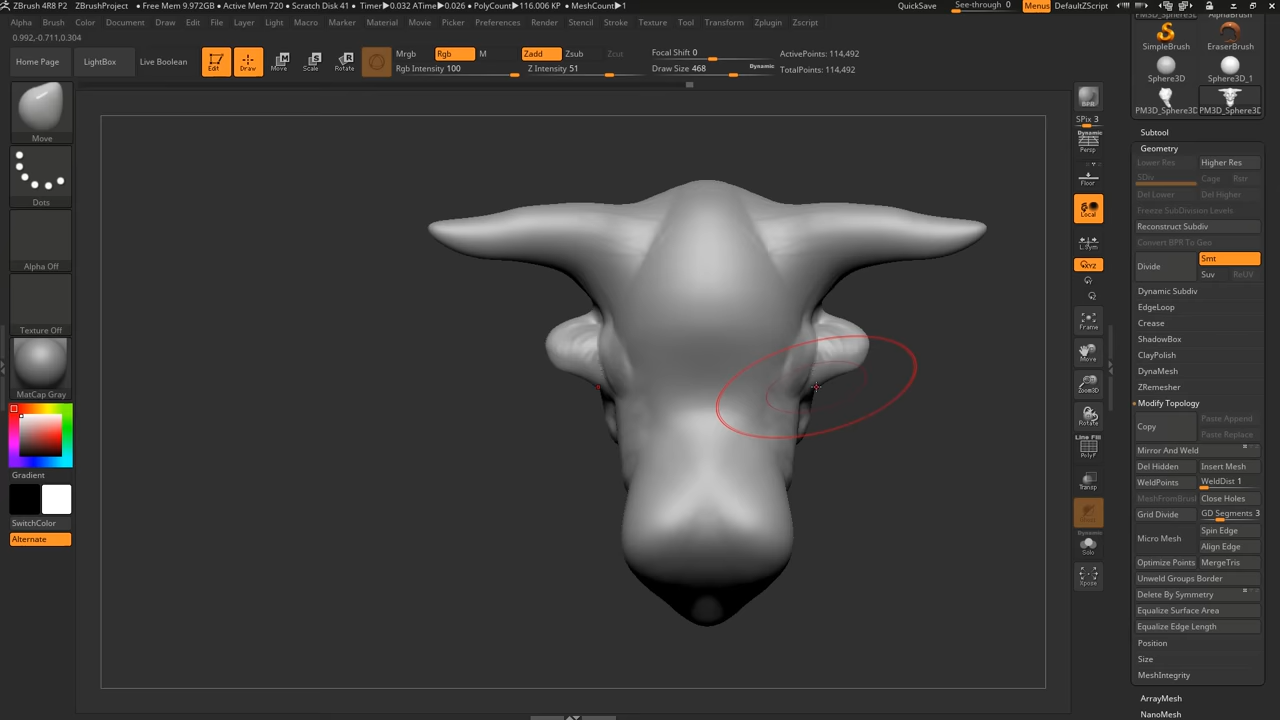 ZBrush 4R8 P2 ZBrushProject • Free Mem 9.972GB • Active Mem 720 • Scratch Disk 41 • Timer▶0.032 ATime▶0.026 • PolyCount▶116.006 KP • MeshCount▶1
QuickSave See-through 0 Menus DefaultZScript
Alpha Brush Color Document Draw Edit File Layer Light Macro Marker Material Movie Picker Preferences Render Stencil Stroke Texture Tool Transform Zplugin Zscript
0.992,-0.711,0.304
Home Page LightBox Live Boolean Edit Draw Move Scale Rotate
Mrgb Rgb M Zadd Zsub Zcut
Rgb Intensity 100 Z Intensity 51
Focal Shift 0 ActivePoints: 114,492
Draw Size 468 Dynamic TotalPoints: 114,492
Move
Dots
Alpha Off
Texture Off
MatCap Gray
Gradient
SwitchColor
Alternate
BPR
SPix 3
Dynamic
Persp
Floor
Local
L.Sym
XYZ
Frame
Move
Zoom3D
Rotate
Line Fill
PolyF
Transp
Dynamic
Solo
Xpose
PM3D_Sphere3D AlphaBrush
SimpleBrush EraserBrush
Sphere3D Sphere3D_1
PM3D_Sphere3D PM3D_Sphere3D
Subtool
Geometry
Lower Res Higher Res
SDiv Cage Rstr
Del Lower Del Higher
Freeze SubDivision Levels
Reconstruct Subdiv
Convert BPR To Geo
Divide Smt
Suv ReUV
Dynamic Subdiv
EdgeLoop
Crease
ShadowBox
ClayPolish
DynaMesh
ZRemesher
Modify Topology
Copy Paste Append
Paste Replace
Mirror And Weld
Del Hidden Insert Mesh
WeldPoints WeldDist 1
MeshFromBrush Close Holes
Grid Divide GD Segments 3
Micro Mesh Spin Edge
Align Edge
Optimize Points MergeTris
Unweld Groups Border
Delete By Symmetry
Equalize Surface Area
Equalize Edge Length
Position
Size
MeshIntegrity
ArrayMesh
NanoMesh